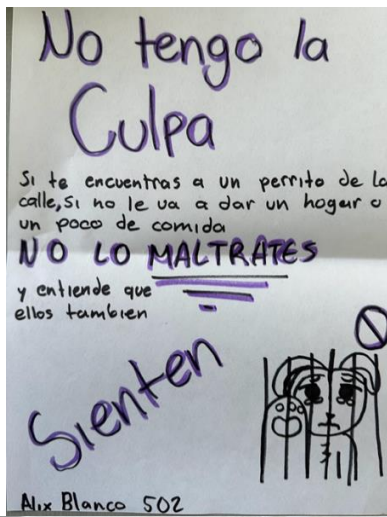 No tengo la
Culpa
Si te encuentras a un perrito de la
calle, Si no le va a dar un hogar o
un poco de comida
NO LO MALTRATES
y entiende que
ellos tambien
Sienten
Alix Blanco 502